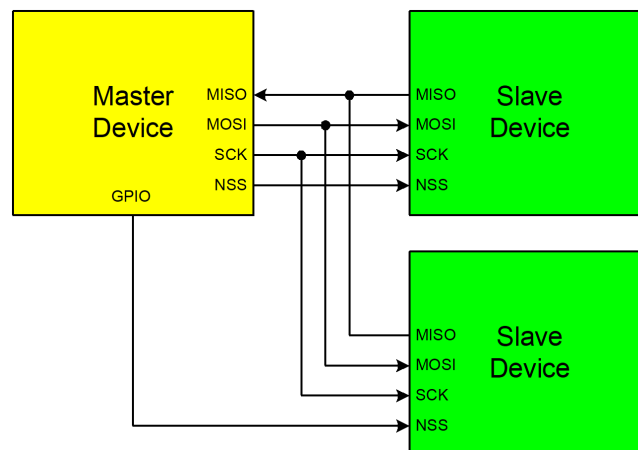 Master
Device
MISO
MOSI
SCK
NSS
GPIO
MISO
MOSI
SCK
NSS
Slave
Device
MISO
MOSI
SCK
NSS
Slave
Device